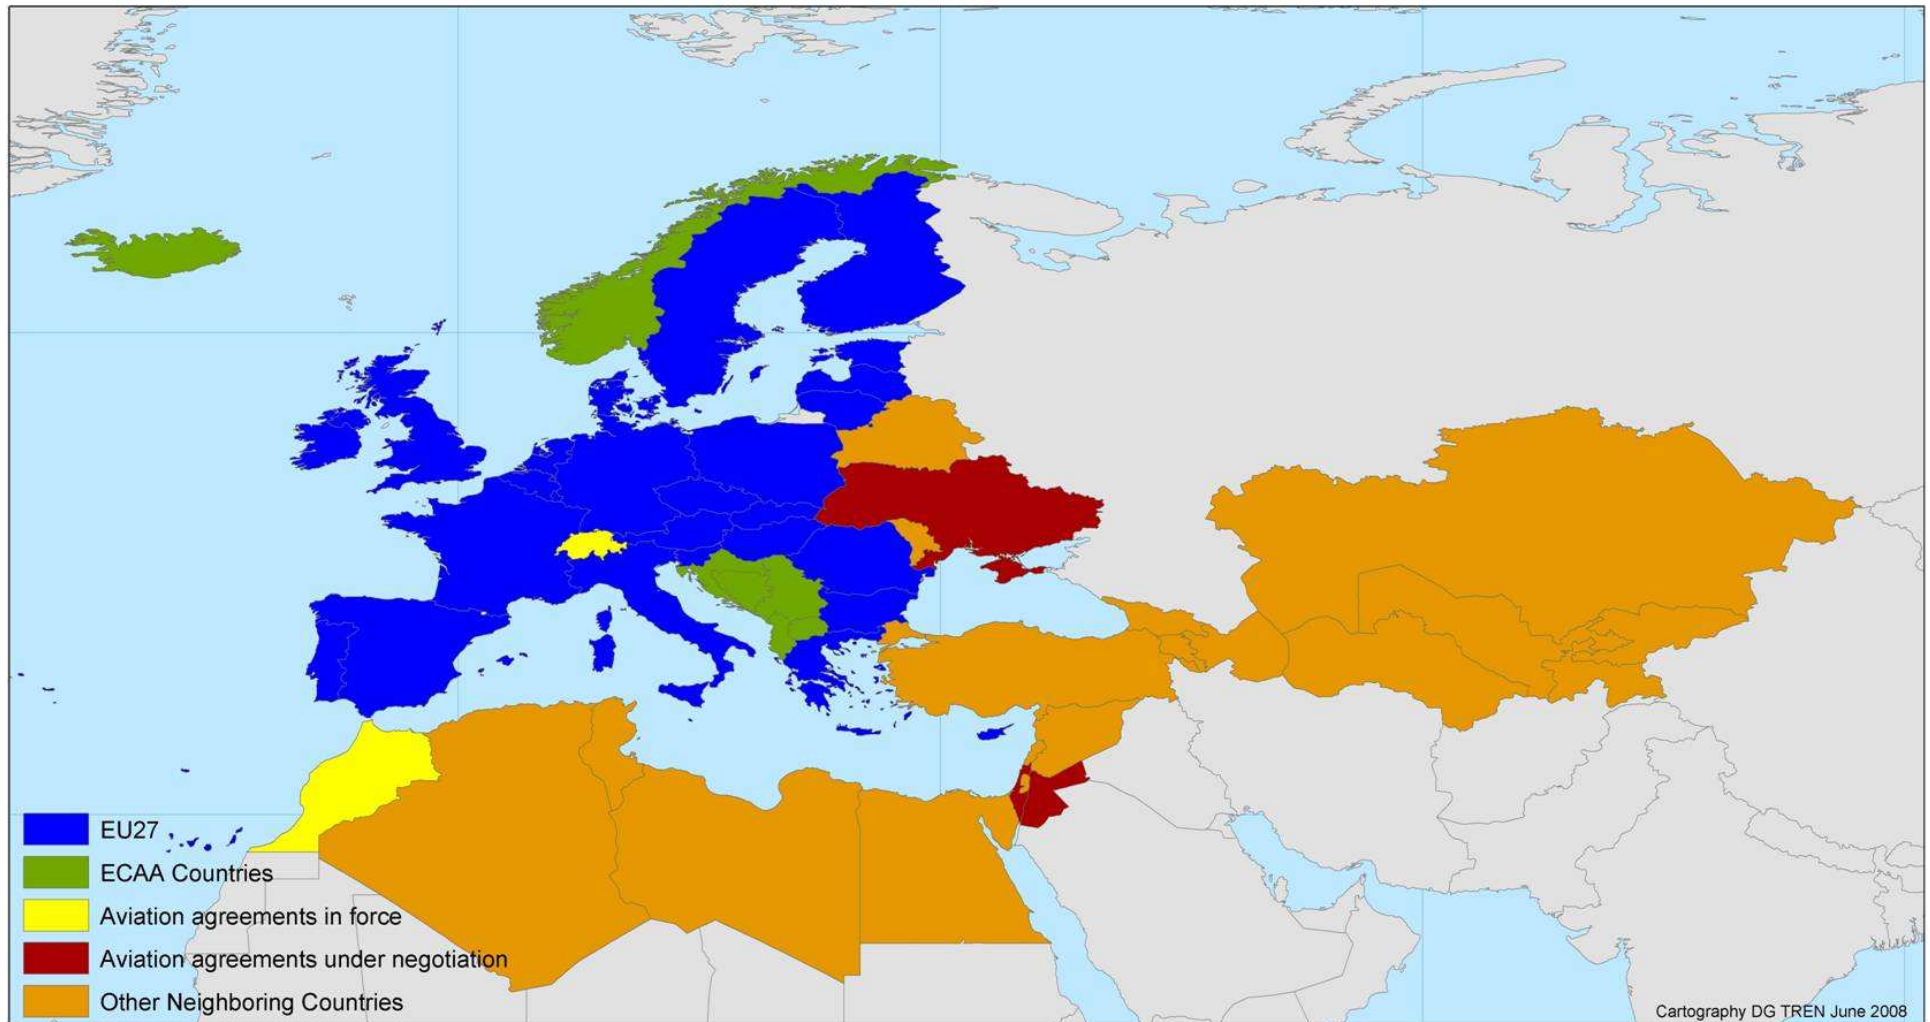 EU27
ECAA Countries
Aviation agreements in force
Aviation agreements under negotiation
Other Neighboring Countries
Cartography DG TREN June 2008